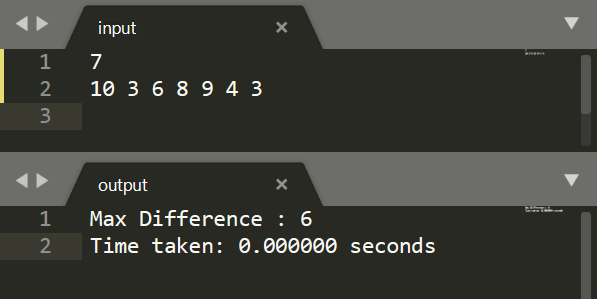 input
1 7
2 10 3 6 8 9 4 3
3
output
1 Max Difference : 6
2 Time taken: 0.000000 seconds